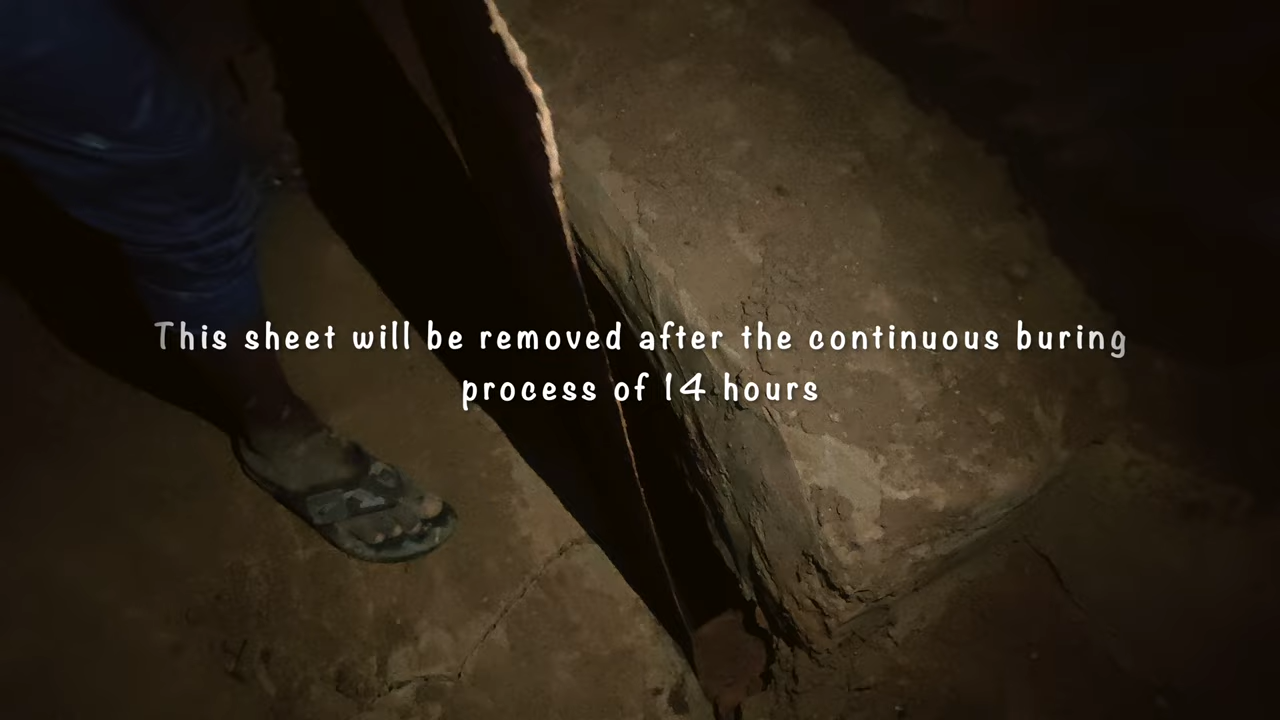 This sheet will be removed after the continuous buring
process of 14 hours